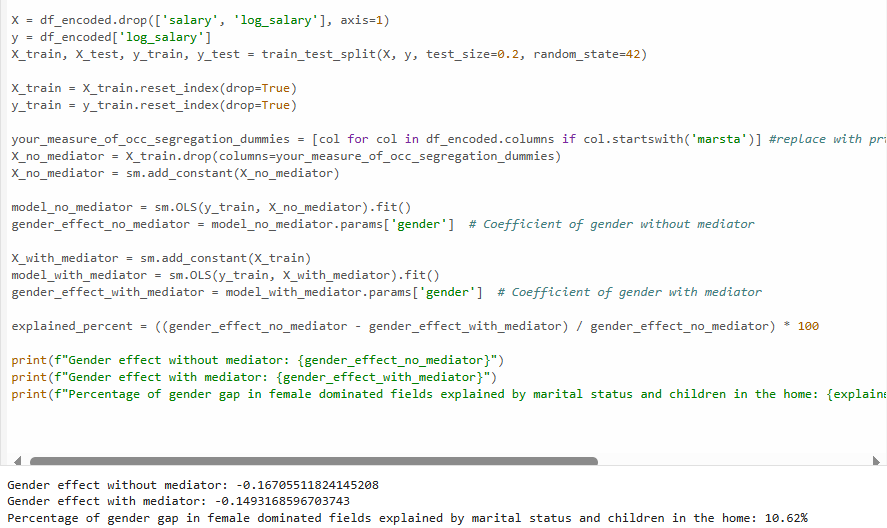 X = df_encoded.drop(['salary', 'log_salary'], axis=1)
y = df_encoded['log_salary']
X_train, X_test, y_train, y_test = train_test_split(X, y, test_size=0.2, random_state=42)
X_train = X_train.reset_index(drop=True)
y_train = y_train.reset_index(drop=True)
your_measure_of_occ_segregation_dummies = [col for col in df_encoded.columns if col.startswith('marsta')] #replace with
X_no_mediator = X_train.drop(columns=your_measure_of_occ_segregation_dummies)
X_no_mediator = sm.add_constant(X_no_mediator)
model_no_mediator = sm.OLS(y_train, X_no_mediator).fit()
gender_effect_no_mediator = model_no_mediator.params['gender']  # Coefficient of gender without mediator
X_with_mediator = sm.add_constant(X_train)
model_with_mediator = sm.OLS(y_train, X_with_mediator).fit()
gender_effect_with_mediator = model_with_mediator.params['gender']  # Coefficient of gender with mediator
explained_percent = ((gender_effect_no_mediator - gender_effect_with_mediator) / gender_effect_no_mediator) * 100
print(f"Gender effect without mediator: {gender_effect_no_mediator}")
print(f"Gender effect with mediator: {gender_effect_with_mediator}")
print(f"Percentage of gender gap in female dominated fields explained by marital status and children in the home:
Gender effect without mediator: -0.16705511824145208
Gender effect with mediator: -0.1493168596703743
Percentage of gender gap in female dominated fields explained by marital status and children in the home: 10.62%